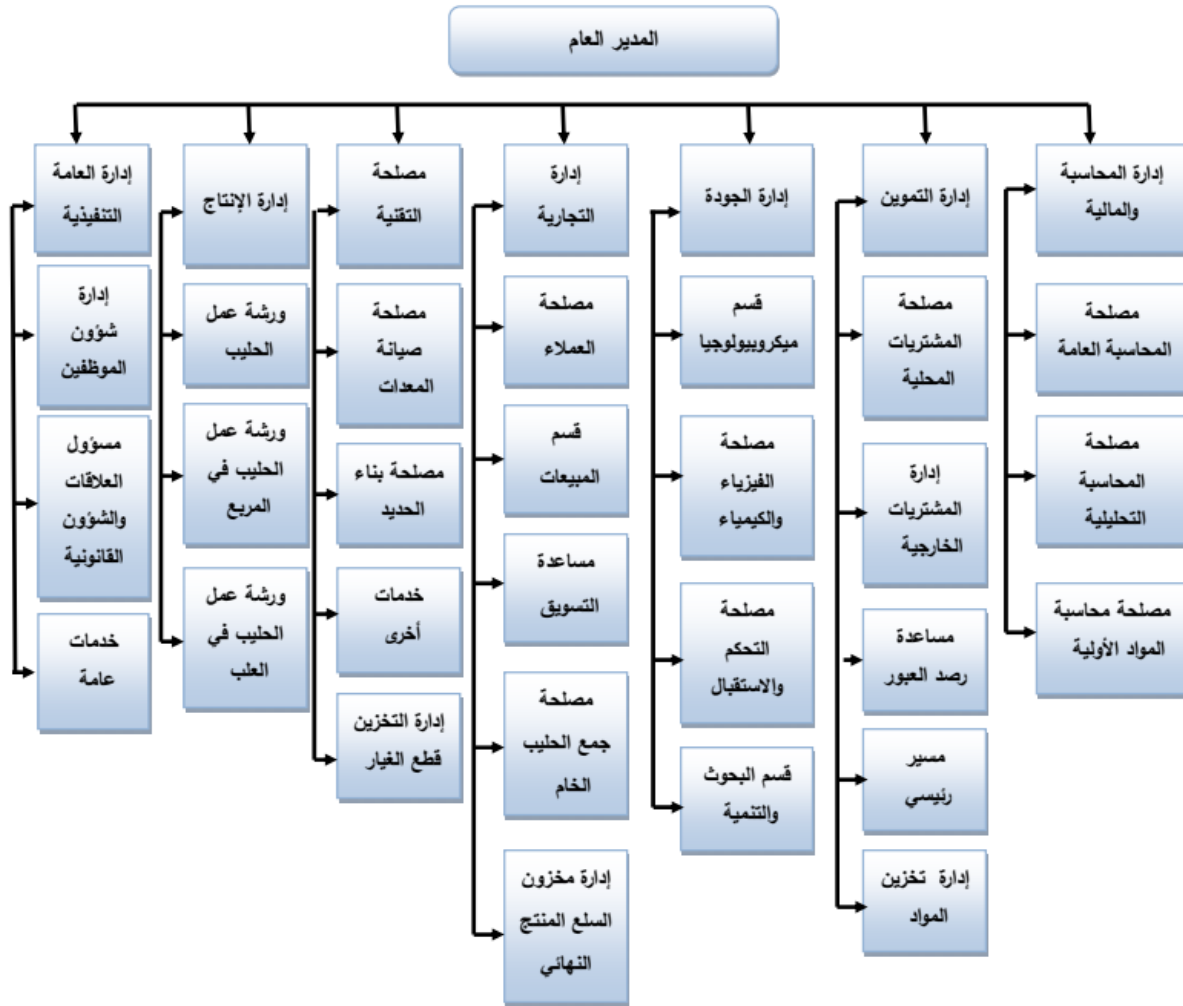 المدير العام
إدارة المحاسبة
والمالية
مصلحة
المحاسبة العامة
مصلحة
المحاسبة
التحليلية
مصلحة محاسبة
المواد الأولية
إدارة التموين
مصلحة
المشتريات
المحلية
إدارة
المشتريات
الخارجية
مساعدة
رصد العبور
مسير
رئيسي
إدارة تخزين
المواد
إدارة الجودة
قسم
ميكروبيولوجيا
مصلحة
الفيزياء
والكيمياء
مصلحة
التحكم
والاستقبال
قسم البحوث
والتنمية
إدارة
التجارية
مصلحة
العملاء
قسم
المبيعات
مساعدة
التسويق
مصلحة
جمع الحليب
الخام
إدارة مخزون
السلع المنتج
النهائي
مصلحة
التقنية
مصلحة
صيانة
المعدات
مصلحة بناء
الحديد
خدمات
أخرى
إدارة التخزين
قطع الغيار
إدارة الإنتاج
ورشة عمل
الحليب
ورشة عمل
الحليب في
المربع
ورشة عمل
الحليب في
العلب
إدارة العامة
التنفيذية
إدارة
شؤون
الموظفين
مسؤول
العلاقات
والشؤون
القانونية
خدمات
عامة